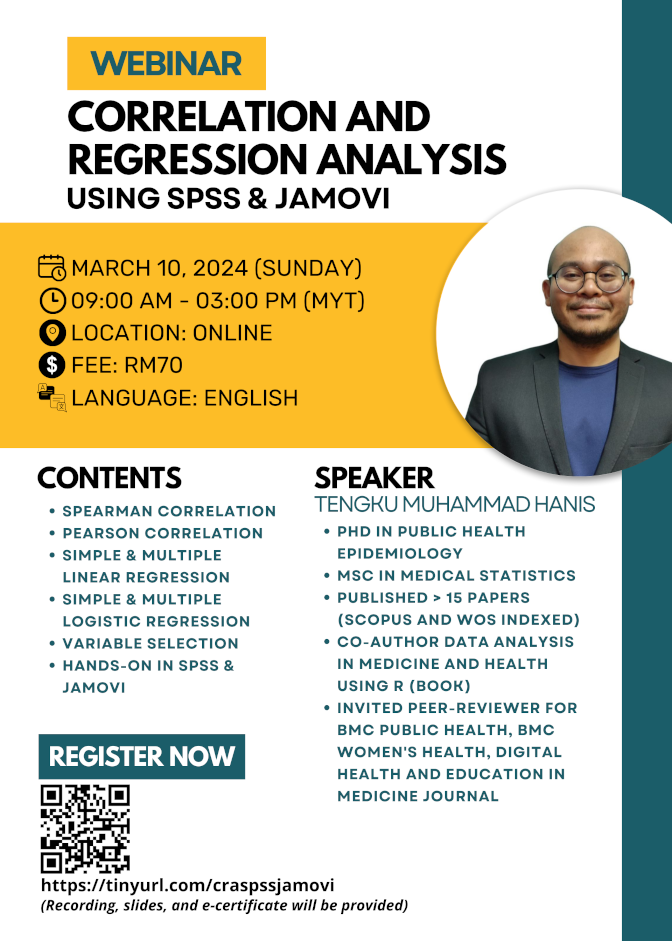 WEBINAR
CORRELATION AND
REGRESSION ANALYSIS
USING SPSS & JAMOVI
MARCH 10, 2024 (SUNDAY)
09:00 AM - 03:00 PM (MYT)
LOCATION: ONLINE
$ FEE: RM70
LANGUAGE: ENGLISH
CONTENTS
• SPEARMAN CORRELATION
• PEARSON CORRELATION
• SIMPLE & MULTIPLE
LINEAR REGRESSION
• SIMPLE & MULTIPLE
LOGISTIC REGRESSION
• VARIABLE SELECTION
• HANDS-ON IN SPSS &
JAMOVI
SPEAKER
TENGKU MUHAMMAD HANIS
• PHD IN PUBLIC HEALTH
EPIDEMIOLOGY
• MSC IN MEDICAL STATISTICS
• PUBLISHED > 15 PAPERS
(SCOPUS AND WOS INDEXED)
• CO-AUTHOR DATA ANALYSIS
IN MEDICINE AND HEALTH
USING R (BOOK)
• INVITED PEER-REVIEWER FOR
BMC PUBLIC HEALTH, BMC
WOMEN'S HEALTH, DIGITAL
HEALTH AND EDUCATION IN
MEDICINE JOURNAL
REGISTER NOW
https://tinyurl.com/craspssjamovi
(Recording, slides, and e-certificate will be provided)